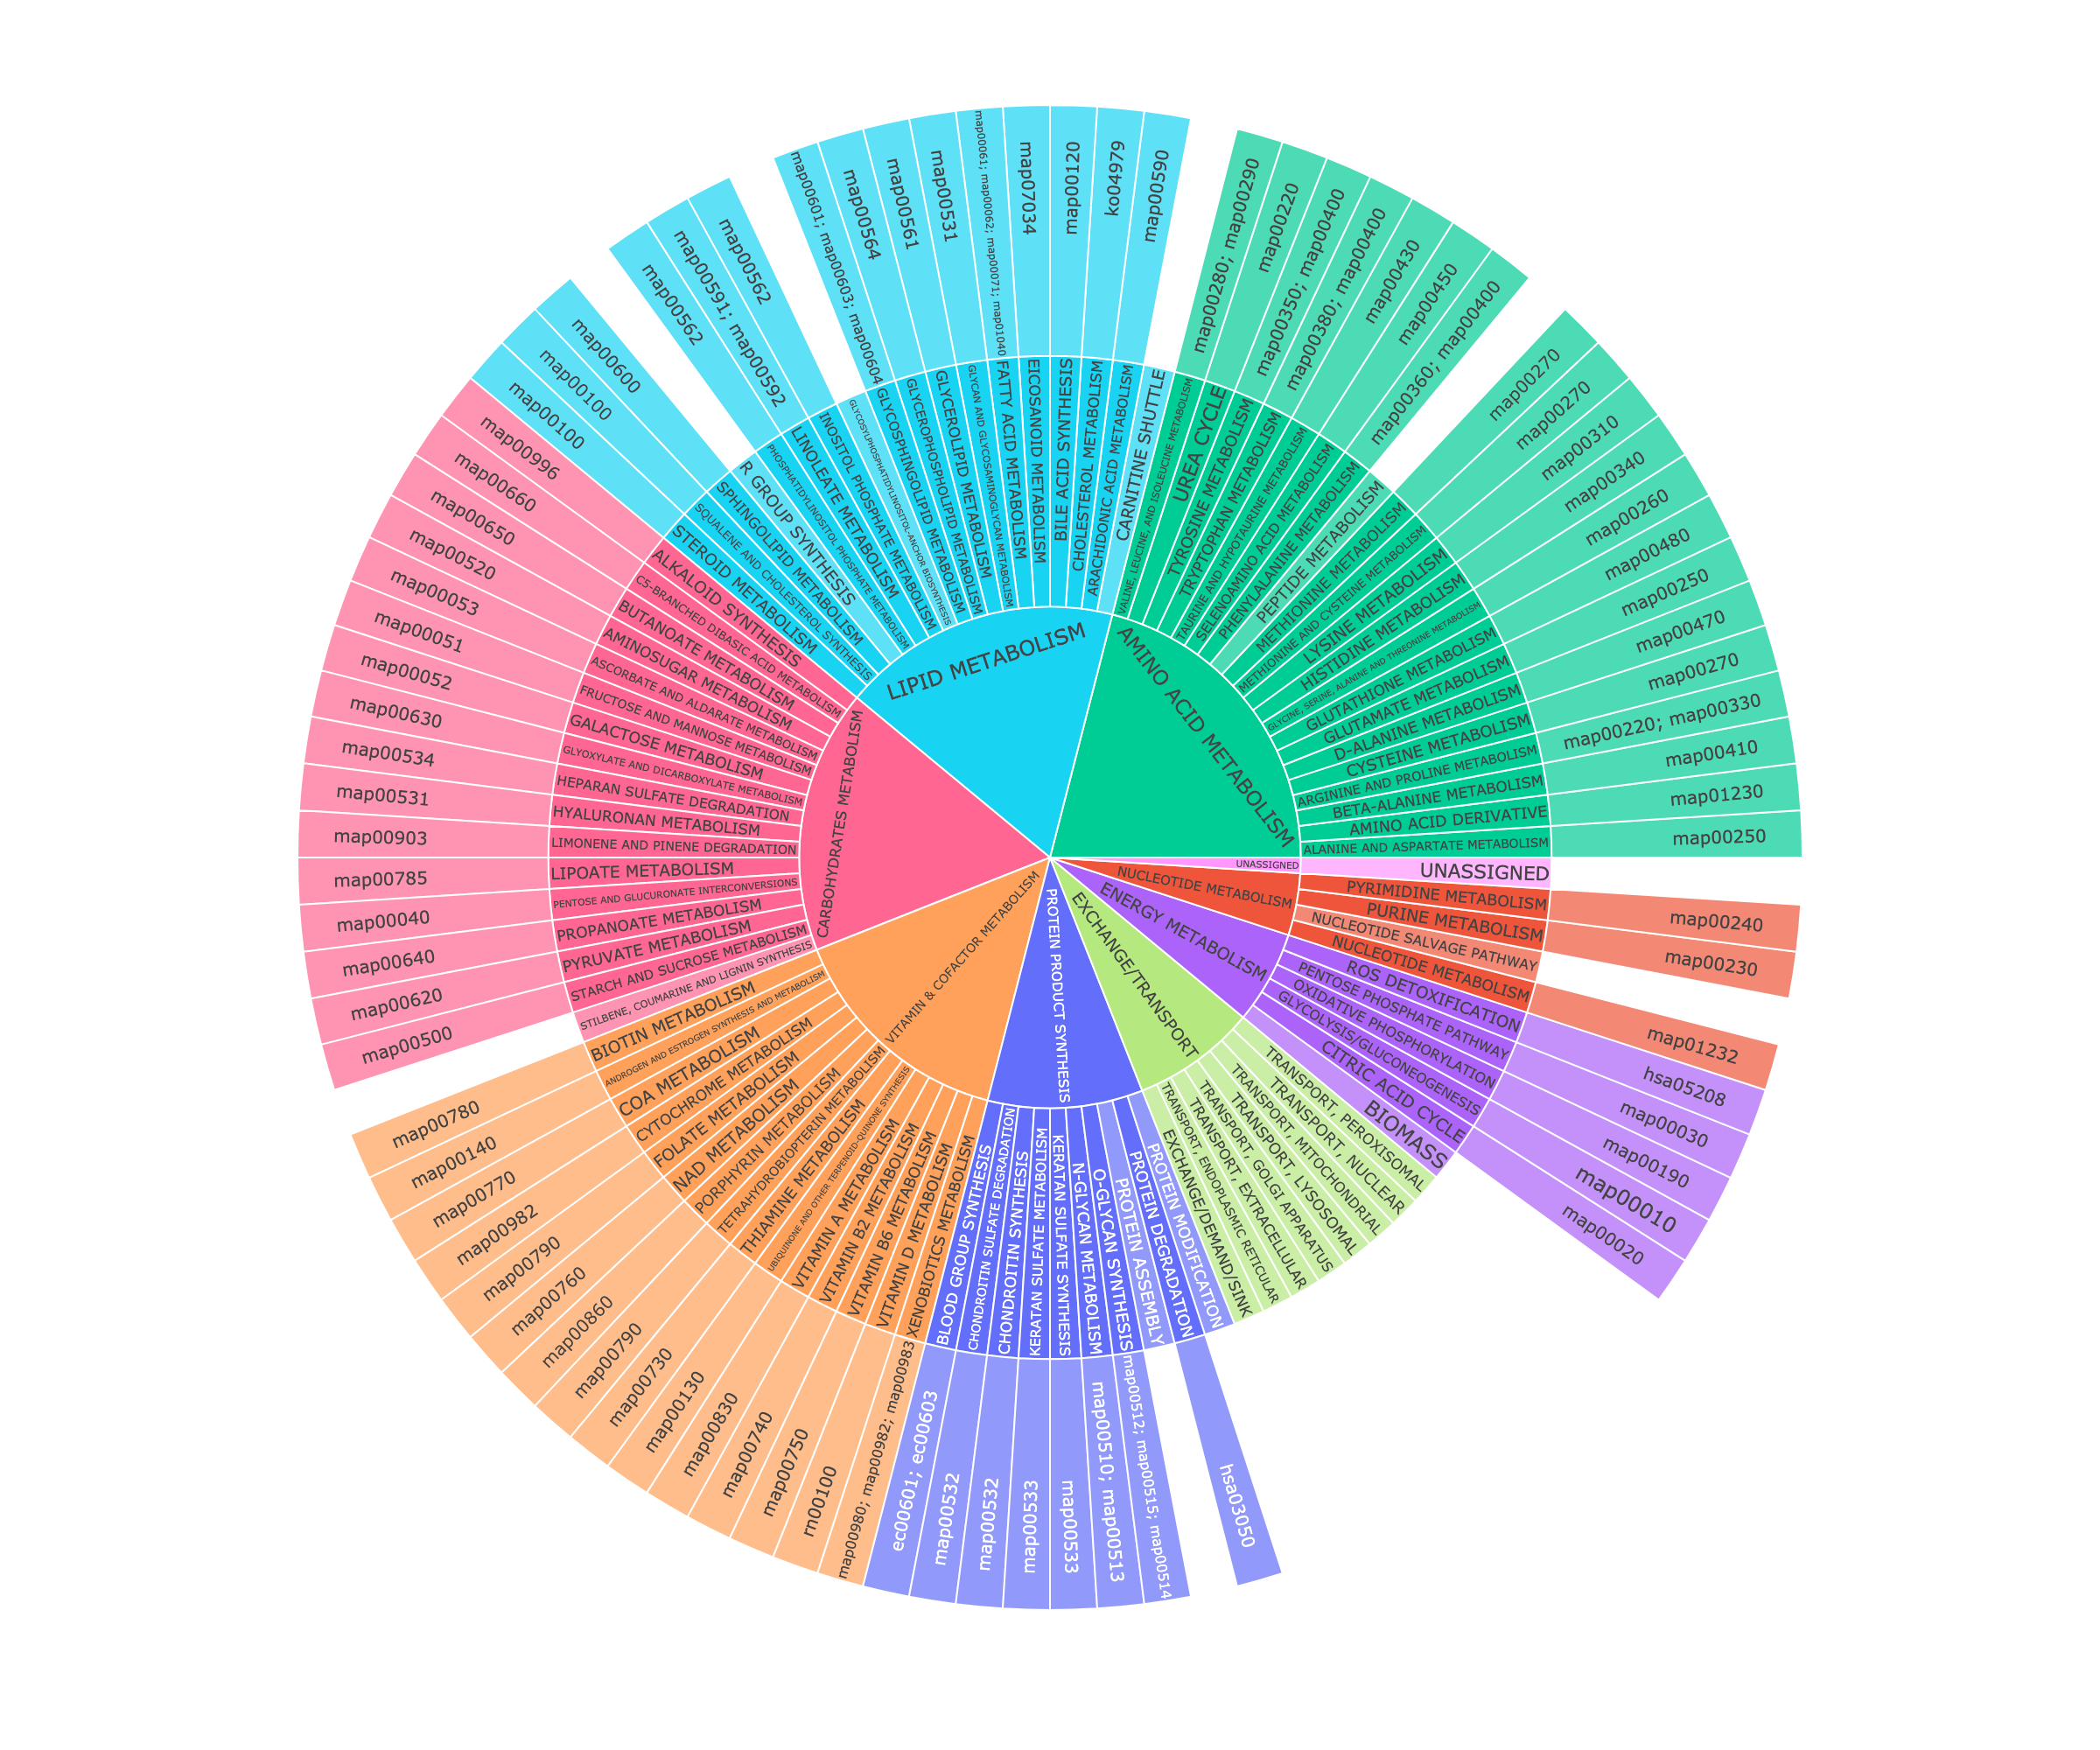 AMINO ACID METABOLISM
VALINE, LEUCINE, AND ISOLEUCINE METABOLISM
map00280; map00290
UREA CYCLE
map00220
TYROSINE METABOLISM
map00350; map00400
TRYPTOPHAN METABOLISM
map00380; map00400
TAURINE AND HYPOTAURINE METABOLISM
map00430
SELENOAMINO ACID METABOLISM
map00450
PHENYLALANINE METABOLISM
map00360; map00400
PEPTIDE METABOLISM
METHIONINE METABOLISM
map00270
METHIONINE AND CYSTEINE METABOLISM
map00270
LYSINE METABOLISM
map00310
HISTIDINE METABOLISM
map00340
GLYCINE, SERINE, ALANINE AND THREONINE METABOLISM
map00260
GLUTATHIONE METABOLISM
map00480
GLUTAMATE METABOLISM
map00250
D-ALANINE METABOLISM
map00470
CYSTEINE METABOLISM
map00270
ARGININE AND PROLINE METABOLISM
map00220; map00330
BETA-ALANINE METABOLISM
map00410
AMINO ACID DERIVATIVE
map01230
ALANINE AND ASPARTATE METABOLISM
map00250
UNASSIGNED
UNASSIGNED
NUCLEOTIDE METABOLISM
PYRIMIDINE METABOLISM
map00240
PURINE METABOLISM
map00230
NUCLEOTIDE SALVAGE PATHWAY
NUCLEOTIDE METABOLISM
map01232
ENERGY METABOLISM
ROS DETOXIFICATION
hsa05208
PENTOSE PHOSPHATE PATHWAY
map00030
OXIDATIVE PHOSPHORYLATION
map00190
GLYCOLYSIS/GLUCONEOGENESIS
map00010
CITRIC ACID CYCLE
map00020
BIOMASS
EXCHANGE/TRANSPORT
TRANSPORT, PEROXISOMAL
TRANSPORT, NUCLEAR
TRANSPORT, MITOCHONDRIAL
TRANSPORT, LYSOSOMAL
TRANSPORT, GOLGI APPARATUS
TRANSPORT, EXTRACELLULAR
TRANSPORT, ENDOPLASMIC RETICULAR
EXCHANGE/DEMAND/SINK
PROTEIN PRODUCT SYNTHESIS
PROTEIN MODIFICATION
PROTEIN DEGRADATION
hsa03050
PROTEIN ASSEMBLY
O-GLYCAN SYNTHESIS
map00512; map00515; map00514
N-GLYCAN METABOLISM
map00510; map00513
KERATAN SULFATE SYNTHESIS
map00533
KERATAN SULFATE METABOLISM
map00533
CHONDROITIN SYNTHESIS
map00532
CHONDROITIN SULFATE DEGRADATION
map00532
BLOOD GROUP SYNTHESIS
ec00601; ec00603
VITAMIN & COFACTOR METABOLISM
XENOBIOTICS METABOLISM
map00980; map00982; map00983
VITAMIN D METABOLISM
rn00100
VITAMIN B6 METABOLISM
map00750
VITAMIN B2 METABOLISM
map00740
VITAMIN A METABOLISM
map00830
UBIQUINONE AND OTHER TERPENOID-QUINONE SYNTHESIS
map00130
THIAMINE METABOLISM
map00730
TETRAHYDROBIOPTERIN METABOLISM
map00790
PORPHYRIN METABOLISM
map00860
NAD METABOLISM
map00760
FOLATE METABOLISM
map00790
CYTOCHROME METABOLISM
map00982
COA METABOLISM
map00770
ANDROGEN AND ESTROGEN SYNTHESIS AND METABOLISM
map00140
BIOTIN METABOLISM
map00780
CARBOHYDRATES METABOLISM
STILBENE, COUMARINE AND LIGNIN SYNTHESIS
STARCH AND SUCROSE METABOLISM
map00500
PYRUVATE METABOLISM
map00620
PROPANOATE METABOLISM
map00640
PENTOSE AND GLUCURONATE INTERCONVERSIONS
map00040
LIPOATE METABOLISM
map00785
LIMONENE AND PINENE DEGRADATION
map00903
HYALURONAN METABOLISM
map00531
HEPARAN SULFATE DEGRADATION
map00534
GLYOXYLATE AND DICARBOXYLATE METABOLISM
map00630
GALACTOSE METABOLISM
map00052
FRUCTOSE AND MANNOSE METABOLISM
map00051
ASCORBATE AND ALDARATE METABOLISM
map00053
AMINOSUGAR METABOLISM
map00520
BUTANOATE METABOLISM
map00650
C5-BRANCHED DIBASIC ACID METABOLISM
map00660
ALKALOID SYNTHESIS
map00996
LIPID METABOLISM
STEROID METABOLISM
map00100
SQUALENE AND CHOLESTEROL SYNTHESIS
map00100
SPHINGOLIPID METABOLISM
map00600
R GROUP SYNTHESIS
PHOSPHATIDYLINOSITOL PHOSPHATE METABOLISM
map00562
LINOLEATE METABOLISM
map00591; map00592
INOSITOL PHOSPHATE METABOLISM
map00562
GLYCOSYLPHOSPHATIDYLINOSITOL-ANCHOR BIOSYNTHESIS
GLYCOSPHINGOLIPID METABOLISM
map00601; map00603; map00604
GLYCEROPHOSPHOLIPID METABOLISM
map00564
GLYCEROLIPID METABOLISM
map00561
GLYCAN AND GLYCOSAMINOGLYCAN METABOLISM
map00531
FATTY ACID METABOLISM
map00061; map00062; map00071; map01040
EICOSANOID METABOLISM
map07034
BILE ACID SYNTHESIS
map00120
CHOLESTEROL METABOLISM
ko04979
ARACHIDONIC ACID METABOLISM
map00590
CARNITINE SHUTTLE